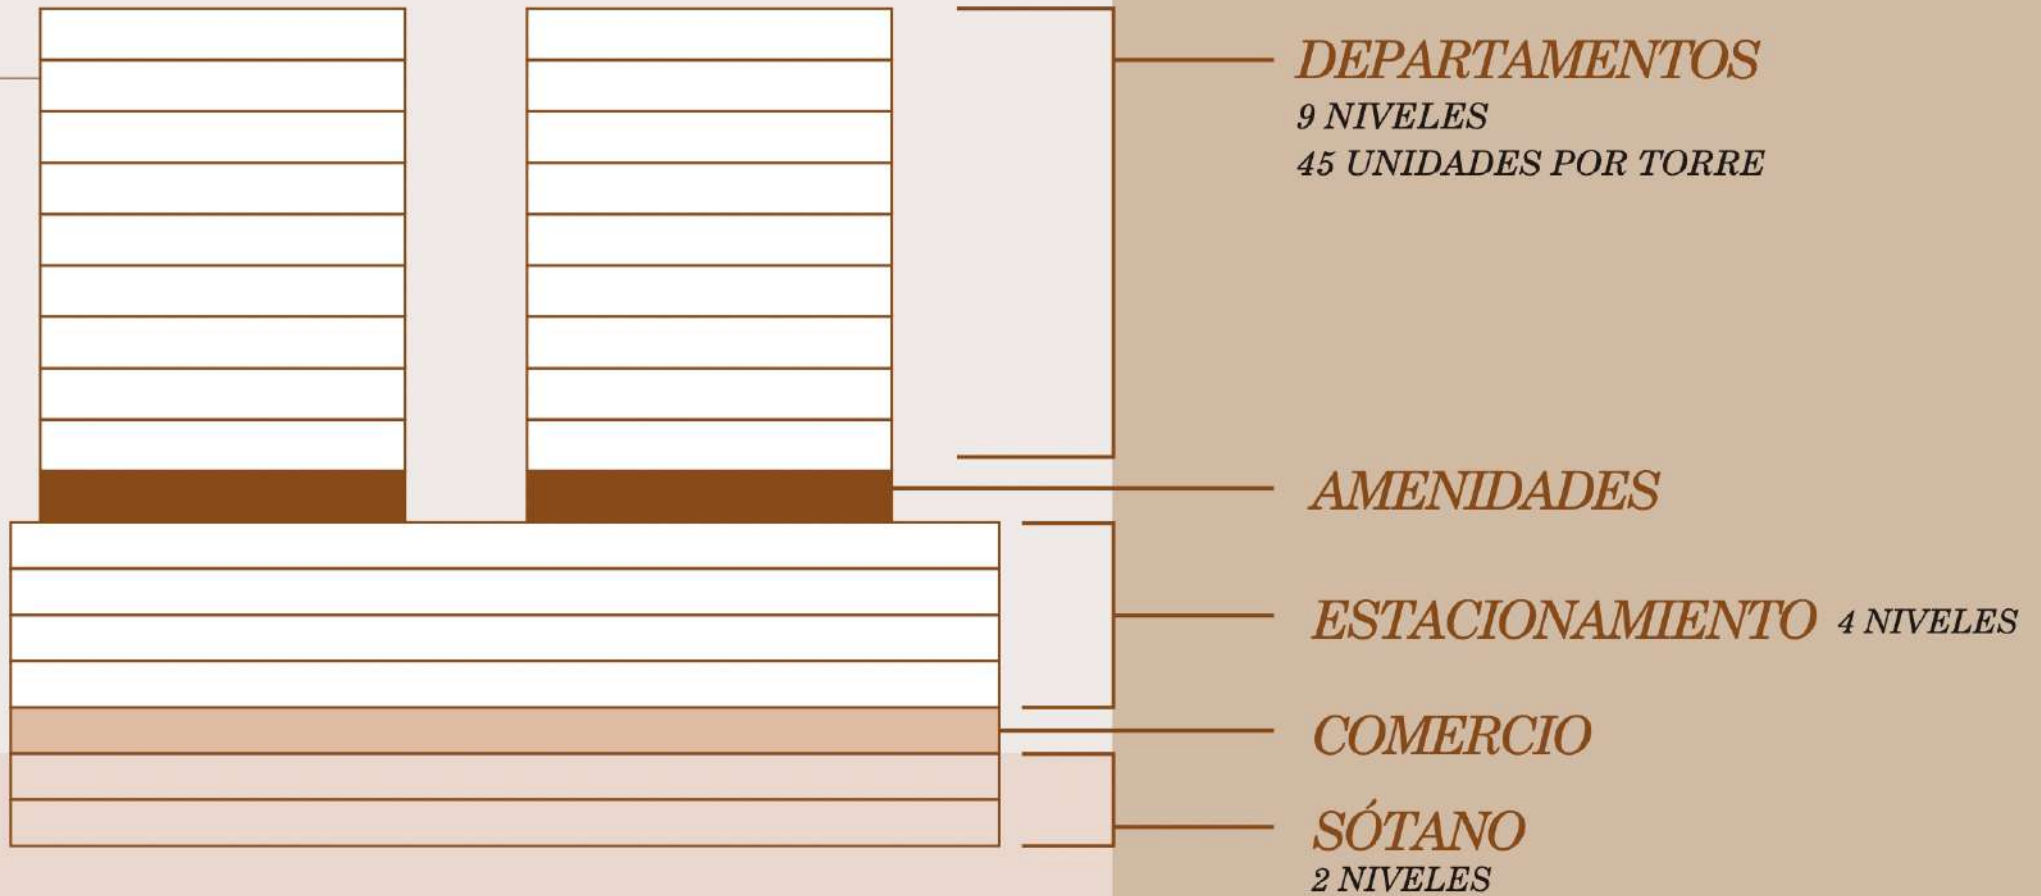 DEPARTAMENTOS
9 NIVELES
45 UNIDADES POR TORRE
AMENIDADES
ESTACIONAMIENTO 4 NIVELES
COMERCIO
SÓTANO
2 NIVELES